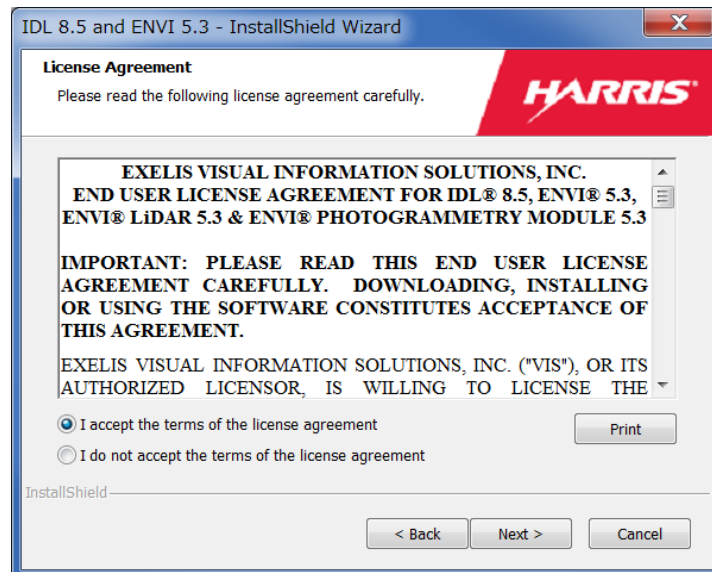 IDL 8.5 and ENVI 5.3 - InstallShield Wizard
License Agreement
Please read the following license agreement carefully.
HARRIS®
EXELIS VISUAL INFORMATION SOLUTIONS, INC.
END USER LICENSE AGREEMENT FOR IDL® 8.5, ENVI® 5.3,
ENVI® LiDAR 5.3 & ENVI® PHOTOGRAMMETRY MODULE 5.3
IMPORTANT: PLEASE READ THIS END USER LICENSE
AGREEMENT CAREFULLY. DOWNLOADING, INSTALLING
OR USING THE SOFTWARE CONSTITUTES ACCEPTANCE OF
THIS AGREEMENT.
EXELIS VISUAL INFORMATION SOLUTIONS, INC. ("VIS"), OR ITS
AUTHORIZED LICENSOR, IS WILLING TO LICENSE THE
I accept the terms of the license agreement
Print
I do not accept the terms of the license agreement
InstallShield
< Back
Next >
Cancel